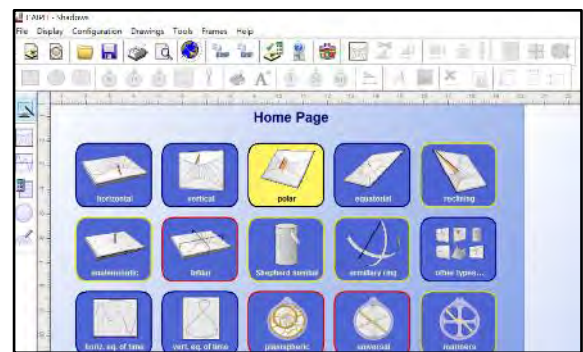 Shadows
File Display Configuration Drawings Tools Frames Help
Home Page
horizontal vertical polar equatorial reclining
analemmatic bifilar Shepherd sundial armillary ring other types...
horiz. eq. of time vert. eq. of time planispheric universal mariners